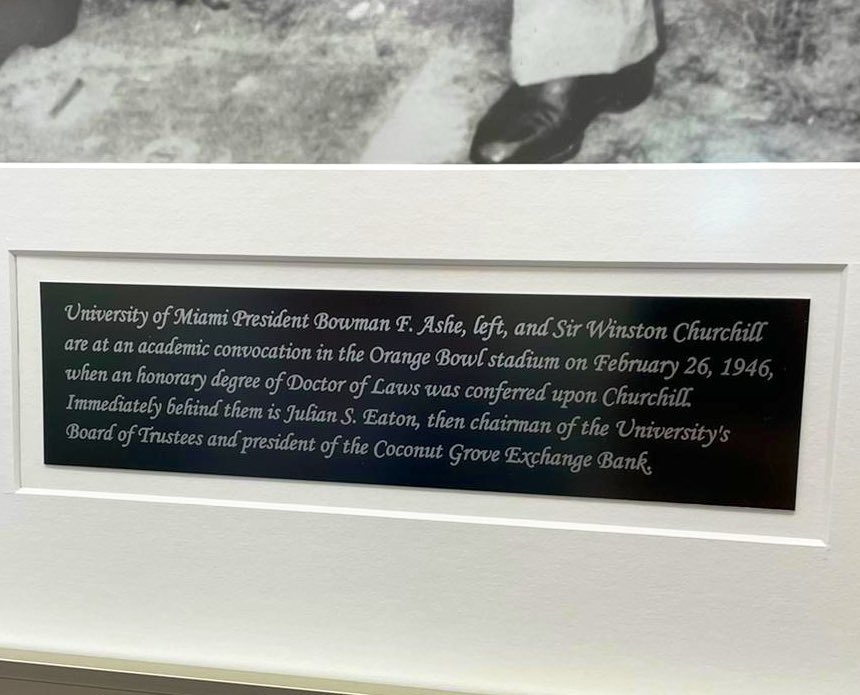 University of Miami President Bowman F. Ashe, left, and Sir Winston Churchill
are at an academic convocation in the Orange Bowl stadium on February 26, 1946,
when an honorary degree of Doctor of Laws was conferred upon Churchill.
Immediately behind them is Julian S. Eaton, then chairman of the University's
Board of Trustees and president of the Coconut Grove Exchange Bank.